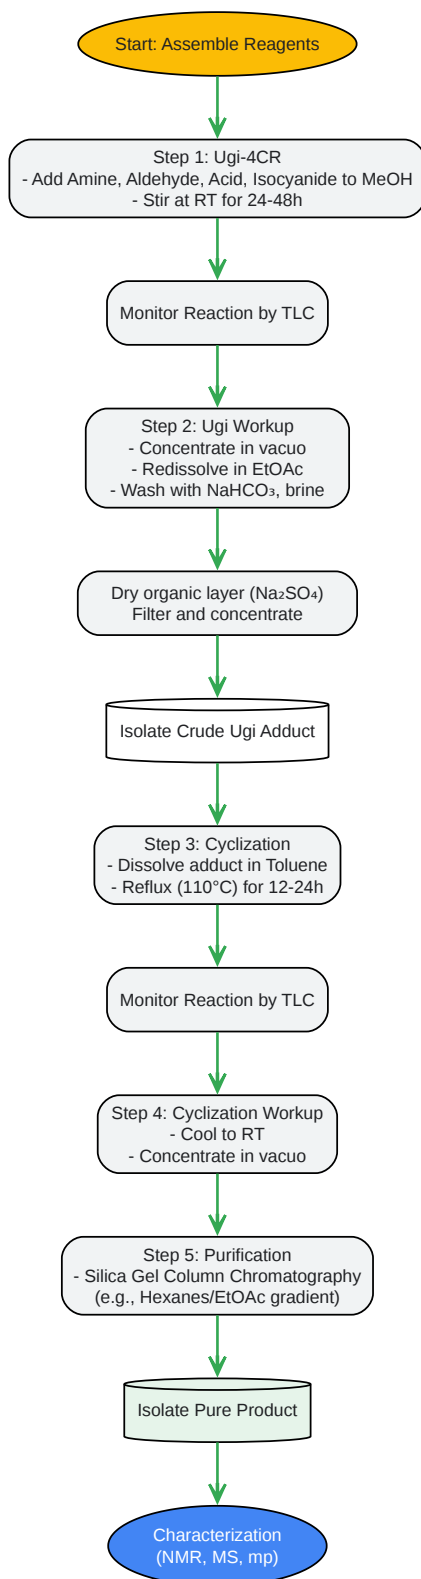 Start: Assemble Reagents
Step 1: Ugi-4CR
- Add Amine, Aldehyde, Acid, Isocyanide to MeOH
- Stir at RT for 24-48h
Monitor Reaction by TLC
Step 2: Ugi Workup
- Concentrate in vacuo
- Redissolve in EtOAc
- Wash with NaHCO₃, brine
Dry organic layer (Na₂SO₄)
Filter and concentrate
Isolate Crude Ugi Adduct
Step 3: Cyclization
- Dissolve adduct in Toluene
- Reflux (110°C) for 12-24h
Monitor Reaction by TLC
Step 4: Cyclization Workup
- Cool to RT
- Concentrate in vacuo
Step 5: Purification
- Silica Gel Column Chromatography
(e.g., Hexanes/EtOAc gradient)
Isolate Pure Product
Characterization
(NMR, MS, mp)